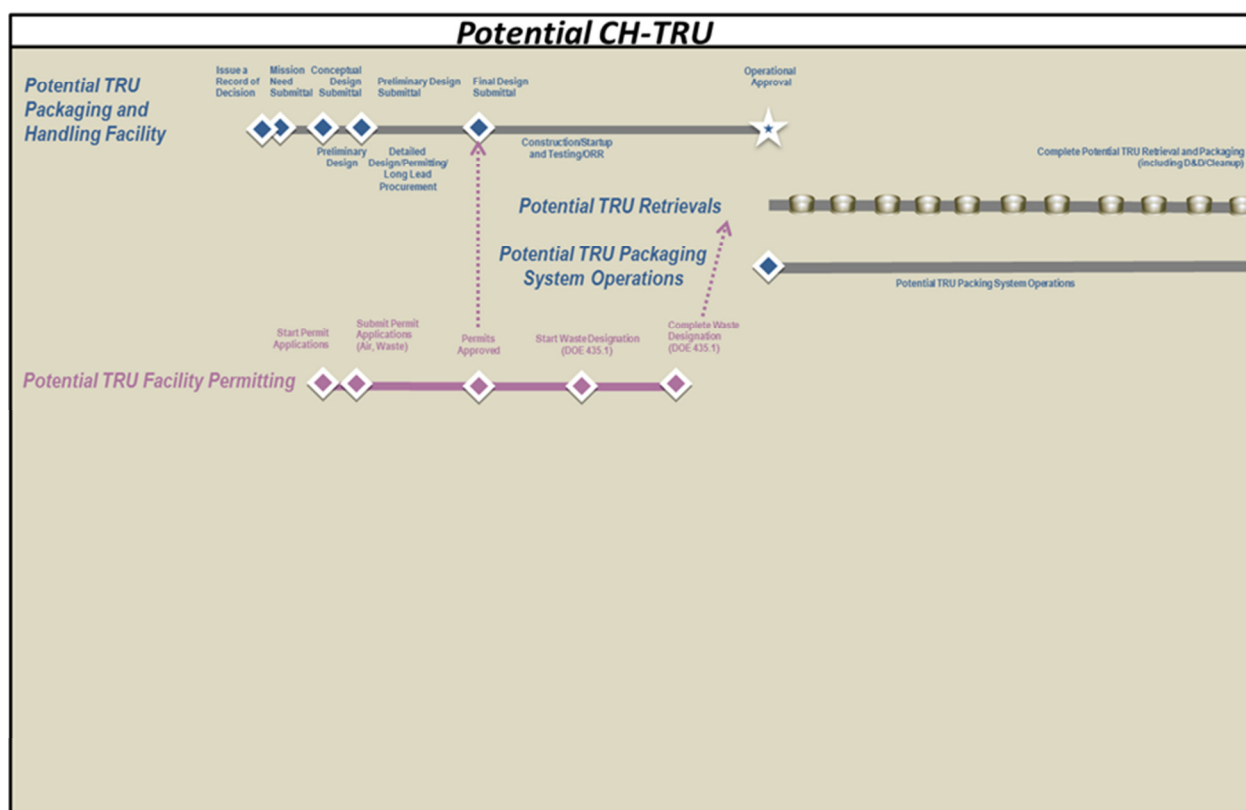 Potential CH-TRU
Potential TRU
Packaging and
Handling Facility
Issue a
Record of
Decision
Mission
Need
Submittal
Conceptual
Design
Submittal
Preliminary Design
Submittal
Final Design
Submittal
Operational
Approval
Preliminary
Design
Detailed
Design/Permitting/
Long Lead
Procurement
Construction/Startup
and Testing/ORR
Complete Potential TRU Retrieval and Packaging
(including D&D/Cleanup)
Potential TRU Retrievals
Potential TRU Packaging
System Operations
Potential TRU Packing System Operations
Start Permit
Applications
Submit Permit
Applications
(Air, Waste)
Permits
Approved
Start Waste Designation
(DOE 435.1)
Complete Waste
Designation
(DOE 435.1)
Potential TRU Facility Permitting